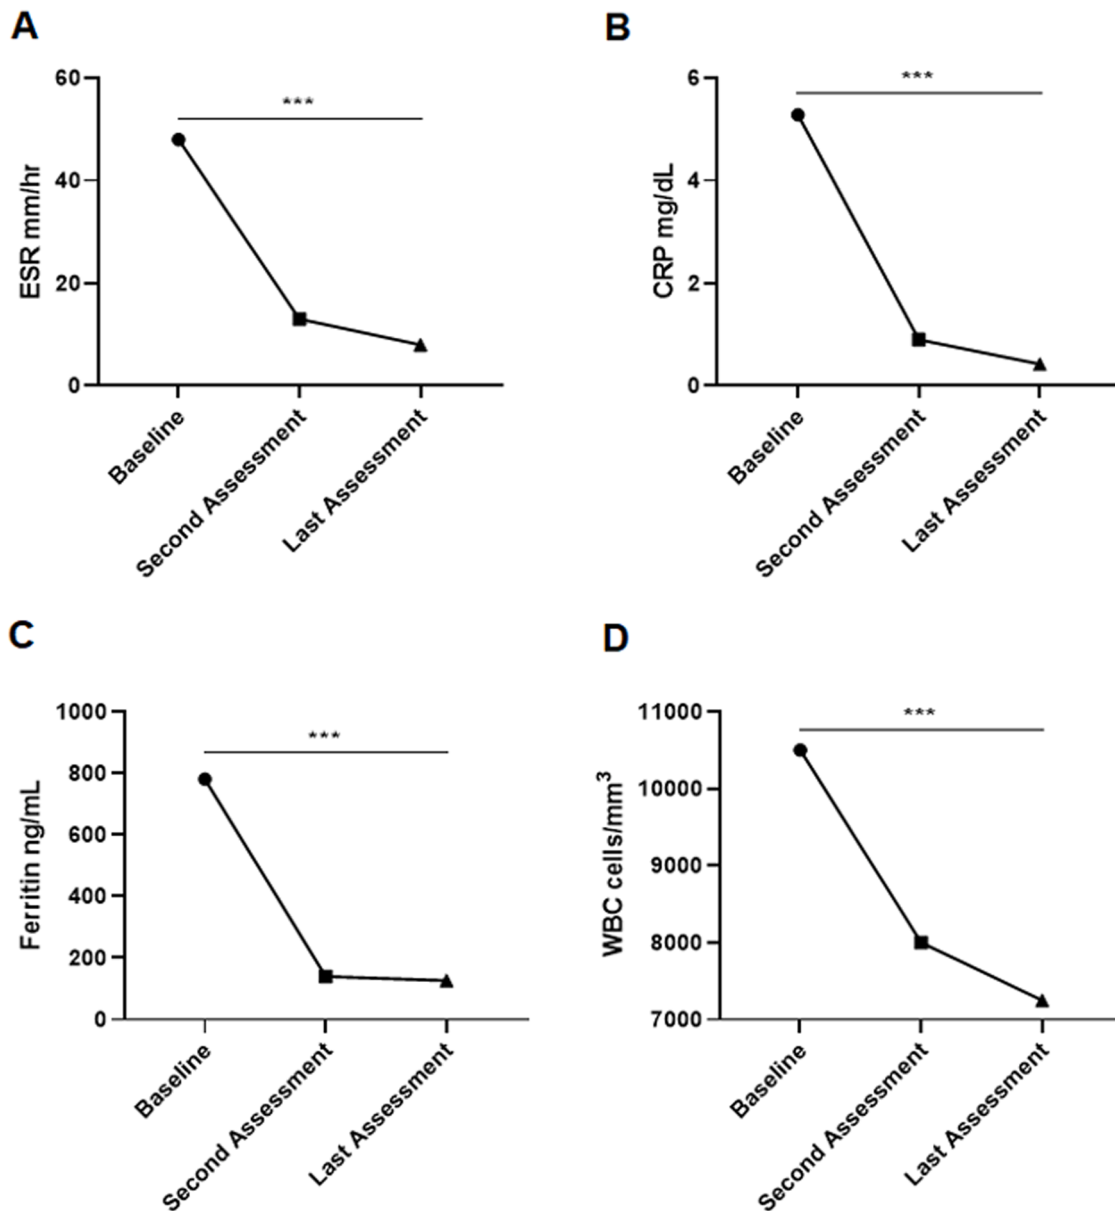 A
60
40
20
0
ESR mm/hr
***
Baseline
Second Assessment
Last Assessment
B
6
4
2
0
CRP mg/dL
***
Baseline
Second Assessment
Last Assessment
C
1000
800
600
400
200
0
Ferritin ng/mL
***
Baseline
Second Assessment
Last Assessment
D
11000
10000
9000
8000
7000
WBC cells/mm³
***
Baseline
Second Assessment
Last Assessment